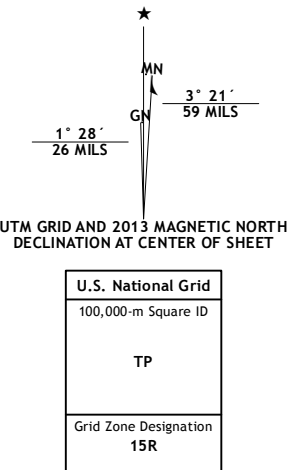 ★
MN
3° 21´
59 MILS
GN
1° 28´
26 MILS
UTM GRID AND 2013 MAGNETIC NORTH
DECLINATION AT CENTER OF SHEET
U.S. National Grid
100,000-m Square ID
TP
Grid Zone Designation
15R